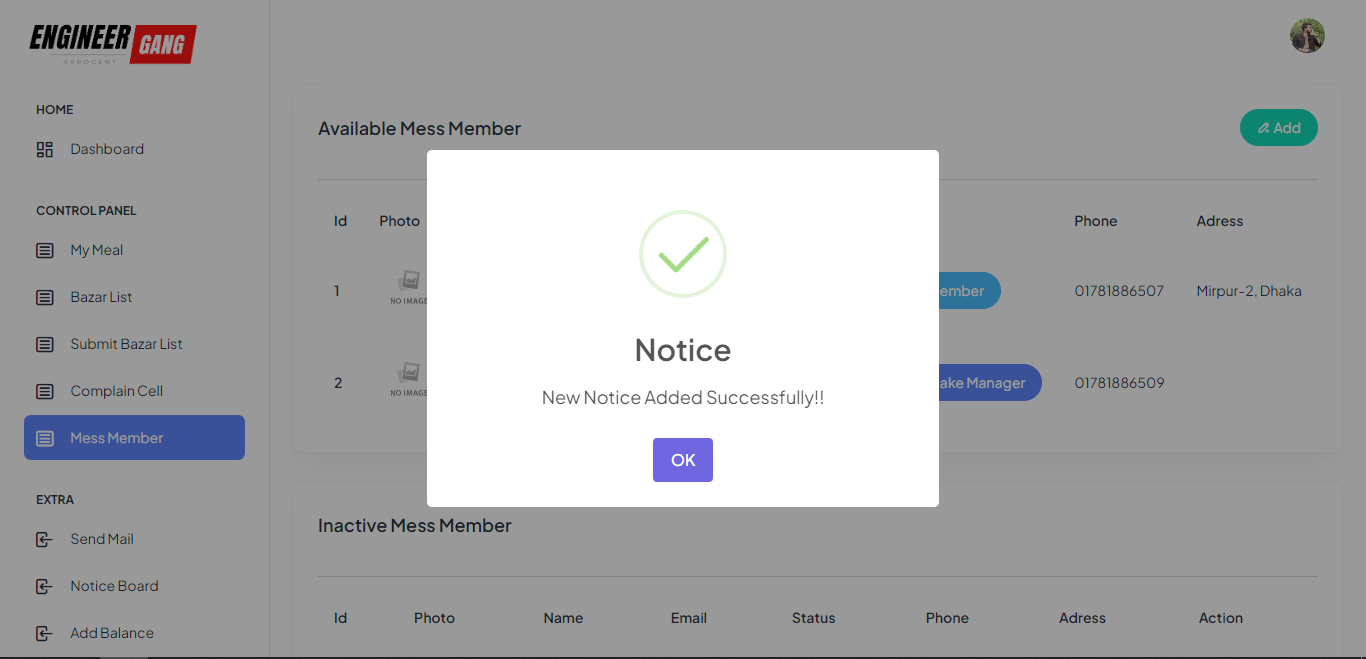 ENGINEER GANG
ARROGENT
HOME
Dashboard
CONTROL PANEL
My Meal
Bazar List
Submit Bazar List
Complain Cell
Mess Member
EXTRA
Send Mail
Notice Board
Add Balance
Available Mess Member
Add
Id Photo Phone Adress
1 NO IMAGE ember 01781886507 Mirpur-2, Dhaka
2 NO IMAGE ake Manager 01781886509
Notice
New Notice Added Successfully!!
OK
Inactive Mess Member
Id Photo Name Email Status Phone Adress Action